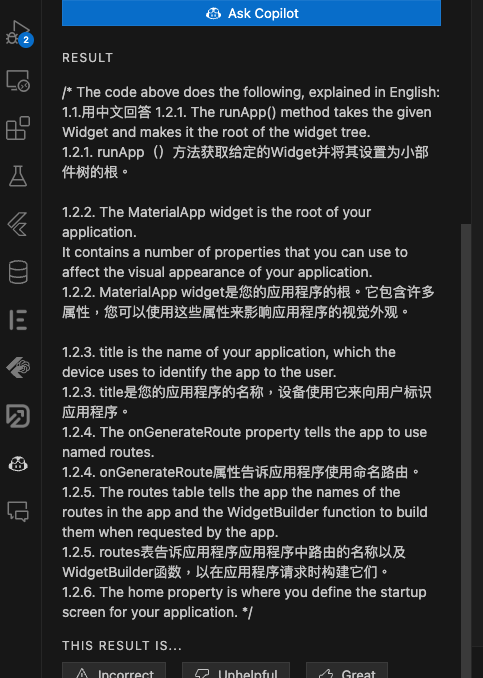 2
Ask Copilot
RESULT
/* The code above does the following, explained in English:
1.1.用中文回答 1.2.1. The runApp() method takes the given
Widget and makes it the root of the widget tree.
1.2.1. runApp（）方法获取给定的Widget并将其设置为小部
件树的根。
1.2.2. The MaterialApp widget is the root of your
application.
It contains a number of properties that you can use to
affect the visual appearance of your application.
1.2.2. MaterialApp widget是您的应用程序的根。它包含许多
属性，您可以使用这些属性来影响应用程序的视觉外观。
1.2.3. title is the name of your application, which the
device uses to identify the app to the user.
1.2.3. title是您的应用程序的名称，设备使用它来向用户标识
应用程序。
1.2.4. The onGenerateRoute property tells the app to use
named routes.
1.2.4. onGenerateRoute属性告诉应用程序使用命名路由。
1.2.5. The routes table tells the app the names of the
routes in the app and the WidgetBuilder function to build
them when requested by the app.
1.2.5. routes表告诉应用程序应用程序中路由的名称以及
WidgetBuilder函数，以在应用程序请求时构建它们。
1.2.6. The home property is where you define the startup
screen for your application. */
THIS RESULT IS...
Incorrect
Unhelpful
Great